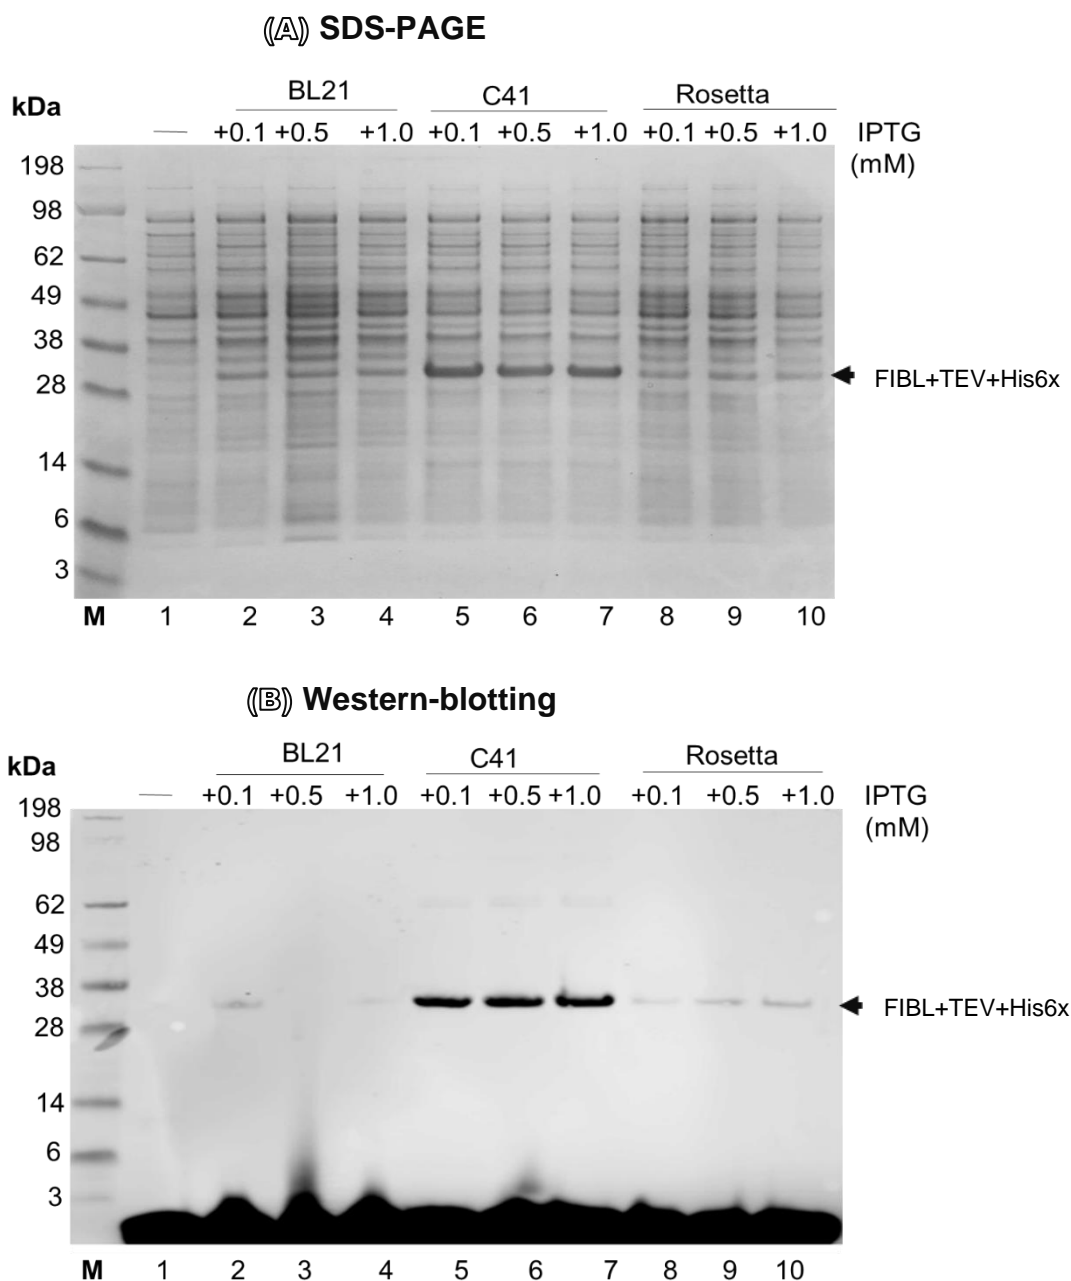 (A) SDS-PAGE
BL21 C41 Rosetta
kDa
— +0.1 +0.5 +1.0 +0.1 +0.5 +1.0 +0.1 +0.5 +1.0 IPTG
(mM)
198
98
62
49
38
28
FIBL+TEV+His6x
14
6
3
M 1 2 3 4 5 6 7 8 9 10
(B) Western-blotting
BL21 C41 Rosetta
kDa
— +0.1 +0.5 +1.0 +0.1 +0.5 +1.0 +0.1 +0.5 +1.0 IPTG
198
(mM)
98
62
49
38
FIBL+TEV+His6x
28
14
6
3
M 1 2 3 4 5 6 7 8 9 10